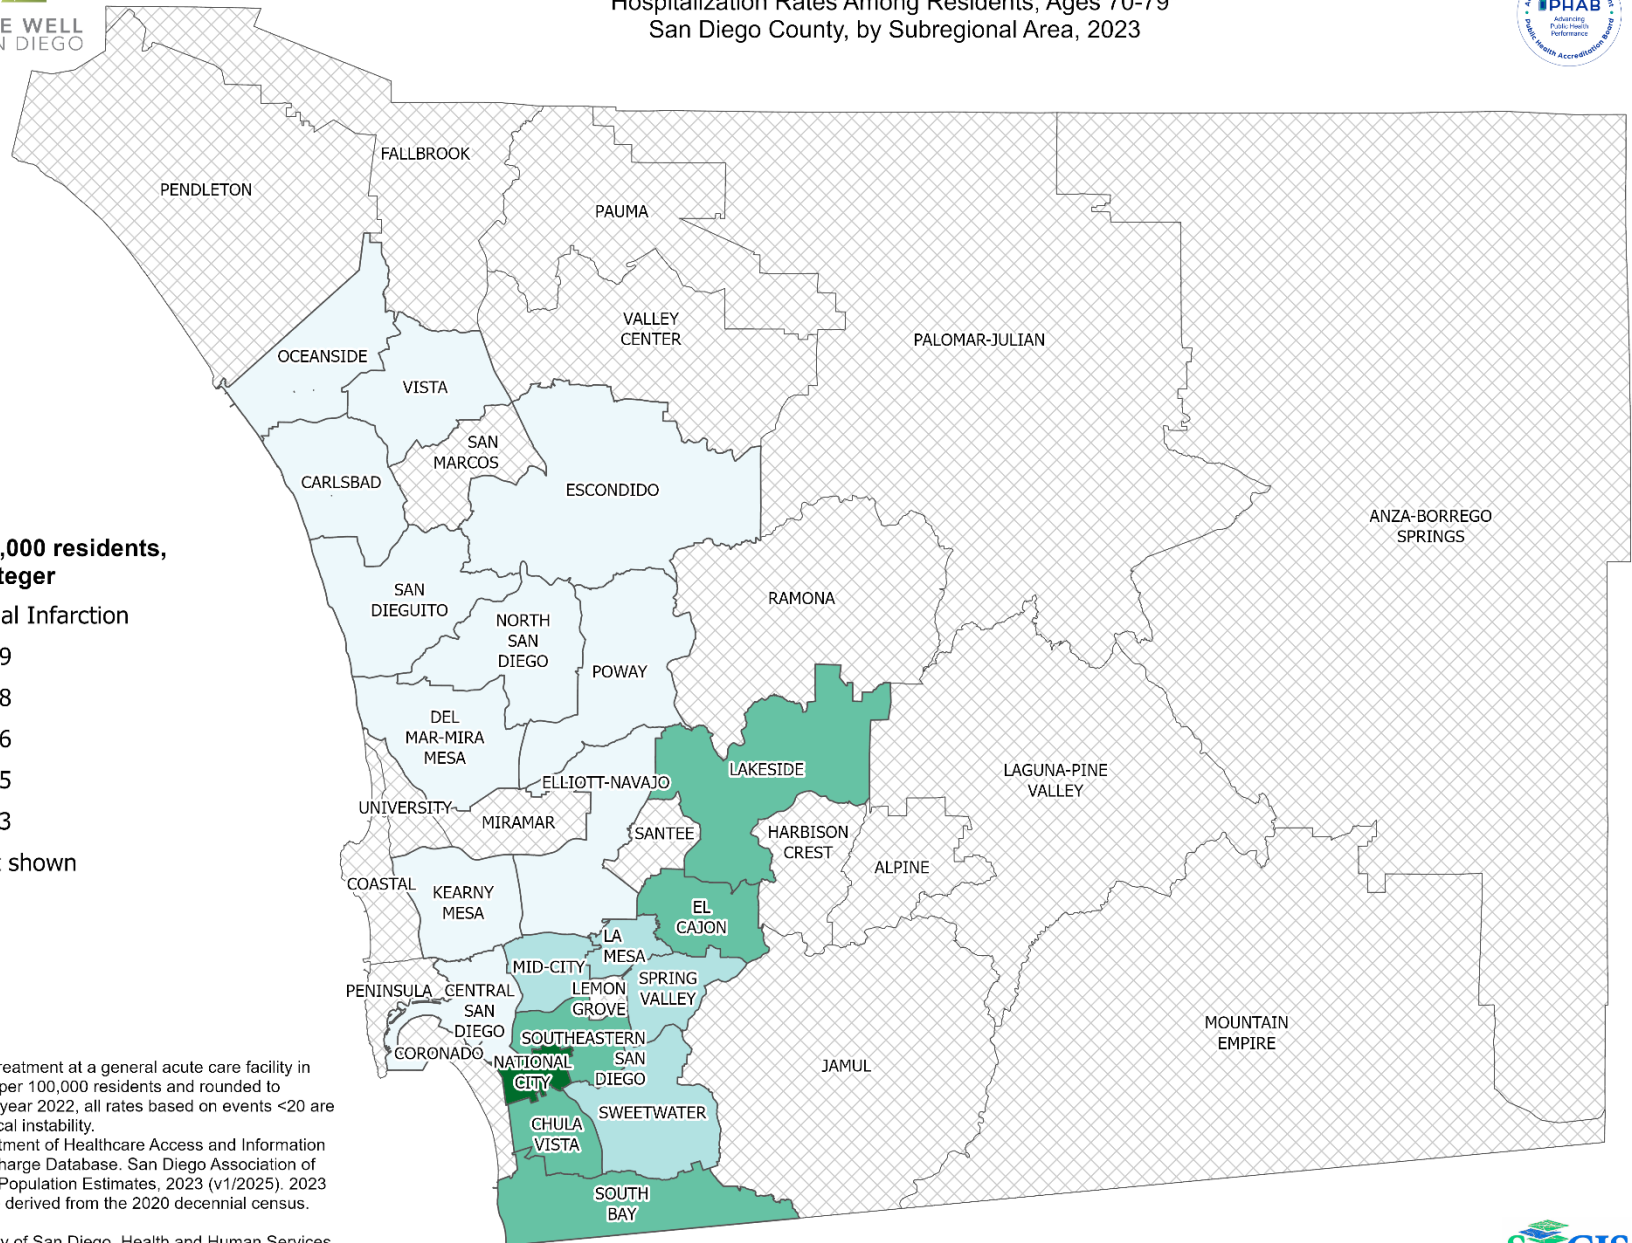 E WELL
N DIEGO
Hospitalization Rates Among Residents, Ages 70-79
San Diego County, by Subregional Area, 2023
PHAB
Advancing
Public Health
Performance
Public Health Accreditation Board
FALLBROOK
PENDLETON
PAUMA
VALLEY
CENTER
PALOMAR-JULIAN
OCEANSIDE
VISTA
SAN
MARCOS
CARLSBAD
ESCONDIDO
ANZA-BORREGO
SPRINGS
,000 residents,
teger
al Infarction
9
8
6
5
3
t shown
SAN
DIEGUITO
NORTH
SAN
DIEGO
RAMONA
POWAY
DEL
MAR-MIRA
MESA
ELLIOTT-NAVAJO
LAKESIDE
LAGUNA-PINE
VALLEY
UNIVERSITY
MIRAMAR
SANTEE
HARBISON
CREST
ALPINE
COASTAL
KEARNY
MESA
EL
CAJON
LA
MESA
MID-CITY
SPRING
VALLEY
LEMON
GROVE
PENINSULA
CENTRAL
SAN
DIEGO
CORONADO
SOUTHEASTERN
SAN
DIEGO
NATIONAL
CITY
MOUNTAIN
EMPIRE
JAMUL
SWEETWATER
CHULA
VISTA
SOUTH
BAY
reatment at a general acute care facility in
per 100,000 residents and rounded to
year 2022, all rates based on events <20 are
cal instability.
tment of Healthcare Access and Information
harge Database. San Diego Association of
Population Estimates, 2023 (v1/2025). 2023
derived from the 2020 decennial census.
y of San Diego, Health and Human Services